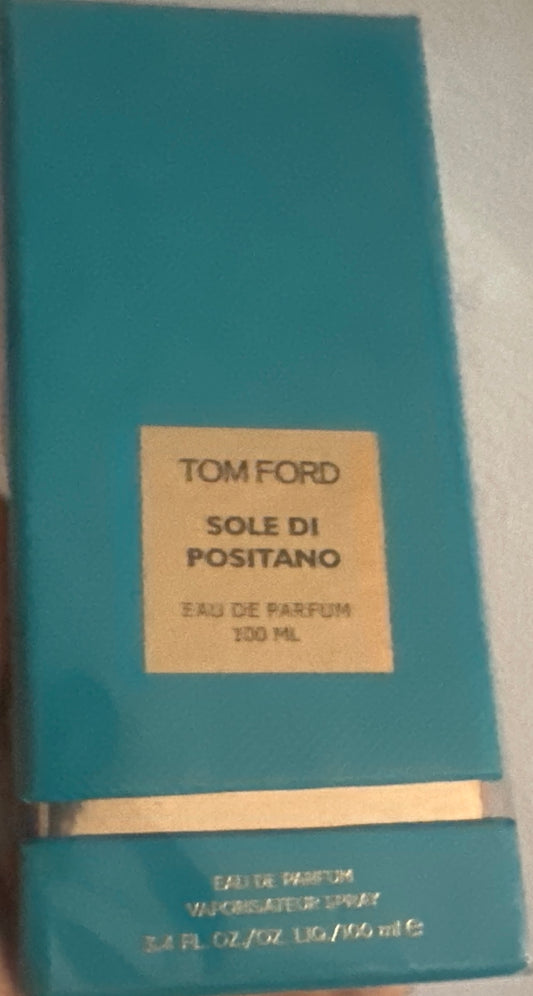 TOM FORD
SOLE DI
POSITANO
EAU DE PARFUM
100 ML
EAU DE PARFUM
VAPORISATEUR SPRAY
3.4 FL. OZ./OZ. LIQ./100 ml ℮